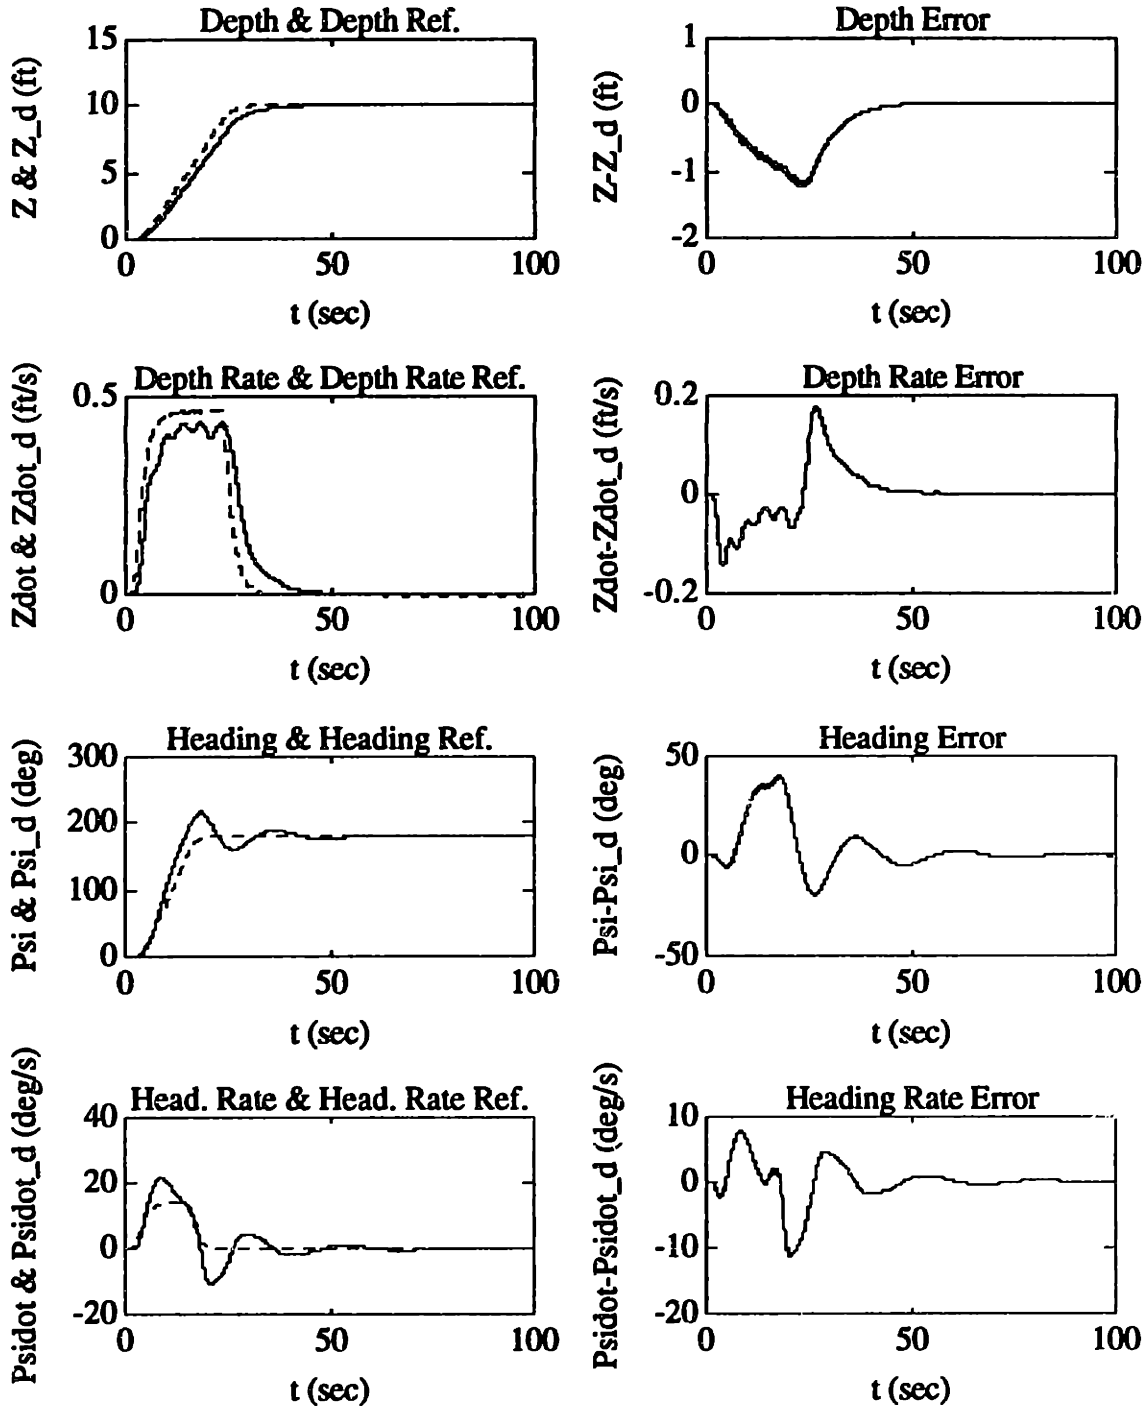 Depth & Depth Ref.
Z & Z_d (ft)
15
10
5
0
0
50
100
t (sec)
Depth Error
Z-Z_d (ft)
1
0
-1
-2
0
50
100
t (sec)
Depth Rate & Depth Rate Ref.
Zdot & Zdot_d (ft/s)
0.5
0
0
50
100
t (sec)
Depth Rate Error
Zdot-Zdot_d (ft/s)
0.2
0
-0.2
0
50
100
t (sec)
Heading & Heading Ref.
Psi & Psi_d (deg)
300
200
100
0
0
50
100
t (sec)
Heading Error
Psi-Psi_d (deg)
50
0
-50
0
50
100
t (sec)
Head. Rate & Head. Rate Ref.
Psidot & Psidot_d (deg/s)
40
20
0
-20
0
50
100
t (sec)
Heading Rate Error
Psidot-Psidot_d (deg/s)
10
0
-10
-20
0
50
100
t (sec)